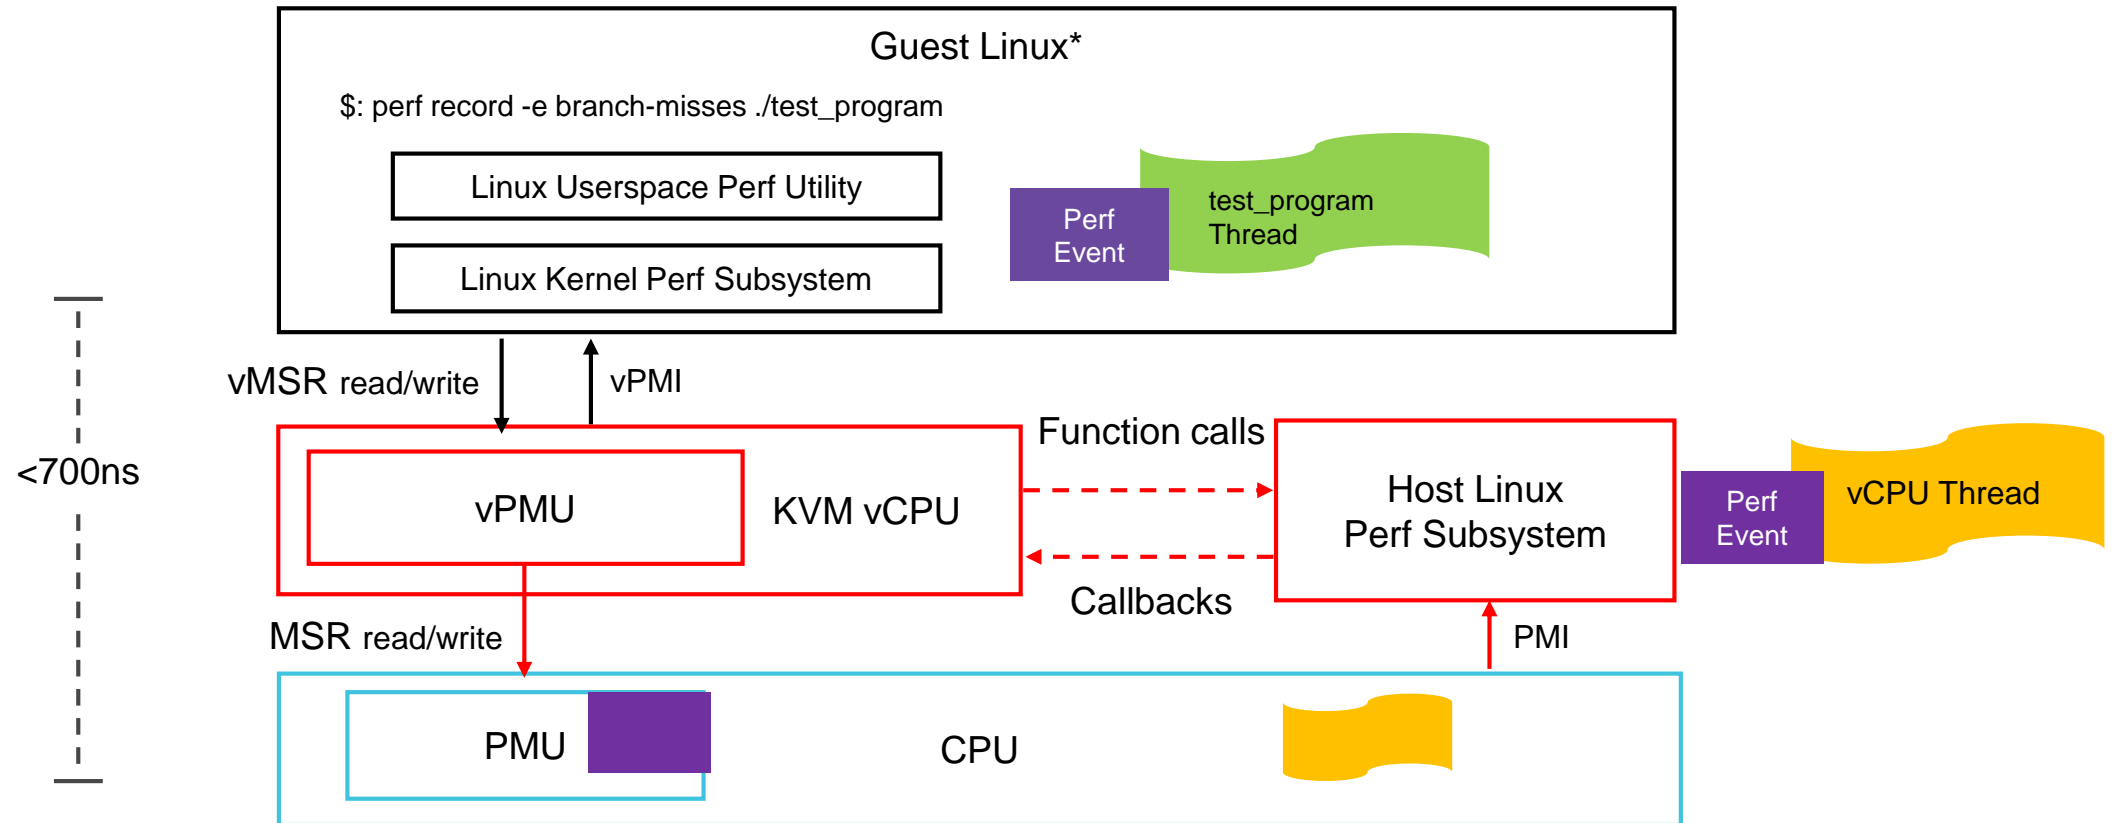 Guest Linux*
$: perf record -e branch-misses ./test_program
Linux Userspace Perf Utility
Linux Kernel Perf Subsystem
Perf
Event
test_program
Thread
vMSR read/write
vPMI
<700ns
vPMU
KVM vCPU
Function calls
Callbacks
Host Linux
Perf Subsystem
Perf
Event
vCPU Thread
MSR read/write
PMI
PMU
CPU